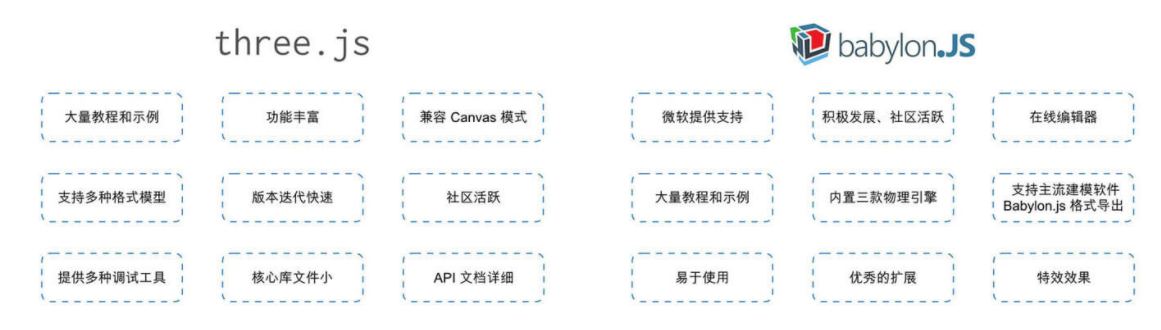 three.js
babylon.JS
大量教程和示例
功能丰富
兼容 Canvas 模式
微软提供支持
积极发展、社区活跃
在线编辑器
支持多种格式模型
版本迭代快速
社区活跃
大量教程和示例
内置三款物理引擎
支持主流建模软件
Babylon.js 格式导出
提供多种调试工具
核心库文件小
API 文档详细
易于使用
优秀的扩展
特效效果